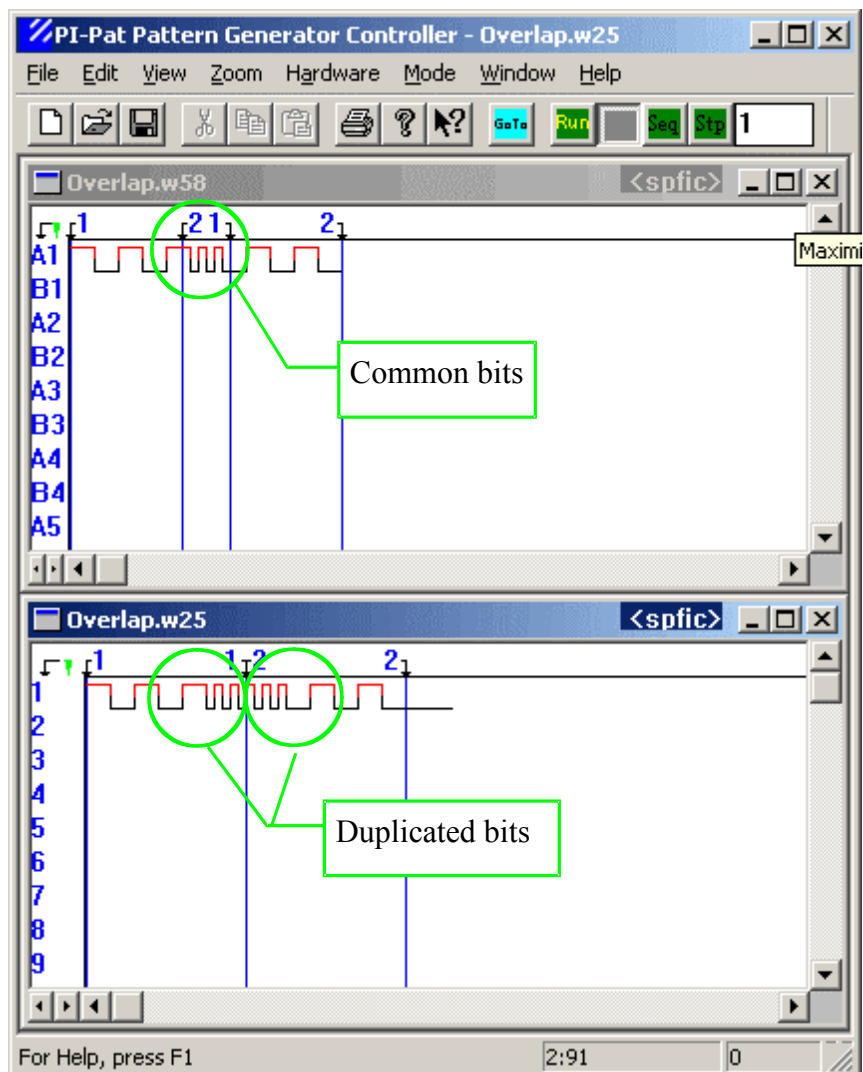 PI-Pat Pattern Generator Controller - Overlap.w25
File Edit View Zoom Hardware Mode Window Help
GoTo Run Seq Stp 1
Overlap.w58 <spfic>
1 2 1 2
Maximi
A1
B1
A2
B2
A3
B3
A4
B4
A5
Common bits
Overlap.w25 <spfic>
1 1 2 2
1
2
3
4
5
6
7
8
9
Duplicated bits
For Help, press F1 2:91 0